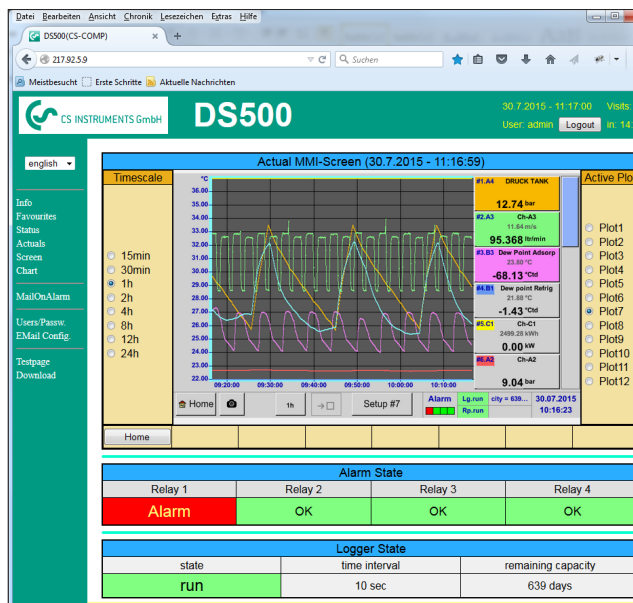 Datei Bearbeiten Ansicht Chronik Lesezeichen Extras Hilfe
DS500(CS-COMP) × +
217.92.5.9 Suchen
Meistbesucht Erste Schritte Aktuelle Nachrichten
CS INSTRUMENTS GmbH
DS500
30.7.2015 - 11:17:00 Visits:
User: admin Logout in: 14:
english
Info
Favourites
Status
Actuals
Screen
Chart
MailOnAlarm
Users/Passw.
EMail Config.
Testpage
Download
Actual MMI-Screen (30.7.2015 - 11:16:59)
Timescale
15min
30min
1h
2h
4h
8h
12h
24h
°C
36.00
35.00
34.00
33.00
32.00
31.00
30.00
29.00
28.00
27.00
26.00
25.00
24.00
23.00
22.00
09:20:00 09:30:00 09:40:00 09:50:00 10:00:00 10:10:00
#1.A4 DRUCK TANK
12.74 bar
#2.A3 Ch-A3
11.64 m/s
95.368 ltr/min
#3.B3 Dew Point Adsorp
23.80 °C
-68.13 °Ctd
#4.B1 Dew point Refrig
21.88 °C
-1.43 °Ctd
#5.C1 Ch-C1
2499.28 kWh
0.00 kW
#6.A2 Ch-A2
9.04 bar
Active Plo
Plot1
Plot2
Plot3
Plot4
Plot5
Plot6
Plot7
Plot8
Plot9
Plot10
Plot11
Plot12
Home 1h Setup #7 Alarm Lg.run city = 639... 30.07.2015
Rp.run 10:16:23
Home
Alarm State
Relay 1 Relay 2 Relay 3 Relay 4
Alarm OK OK OK
Logger State
state time interval remaining capacity
run 10 sec 639 days